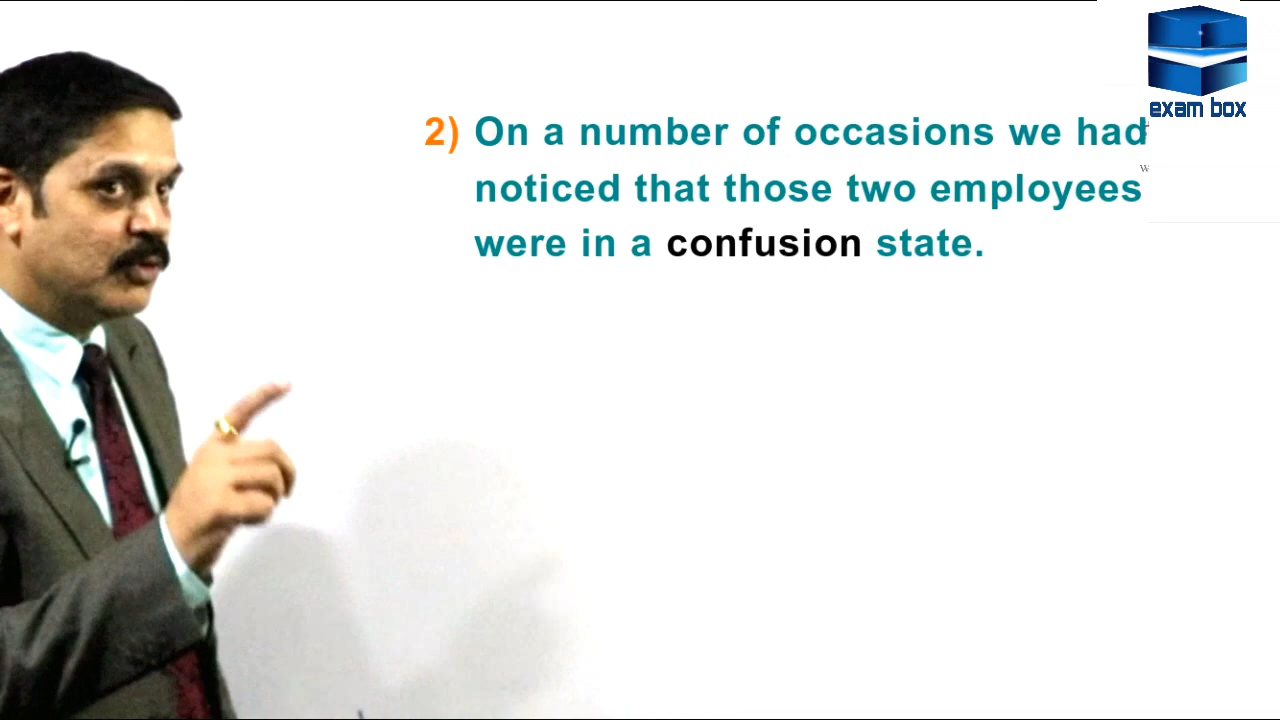 exam box
2) On a number of occasions we had
noticed that those two employees
were in a confusion state.